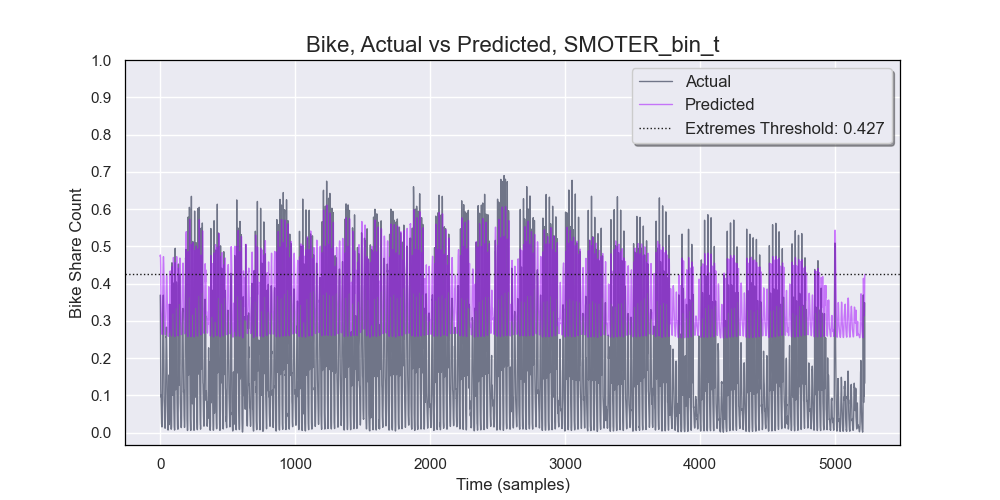 Bike, Actual vs Predicted, SMOTER_bin_t
1.0
0.9
0.8
0.7
0.6
0.5
0.4
0.3
0.2
0.1
0.0
Bike Share Count
Actual
Predicted
Extremes Threshold: 0.427
0 1000 2000 3000 4000 5000
Time (samples)